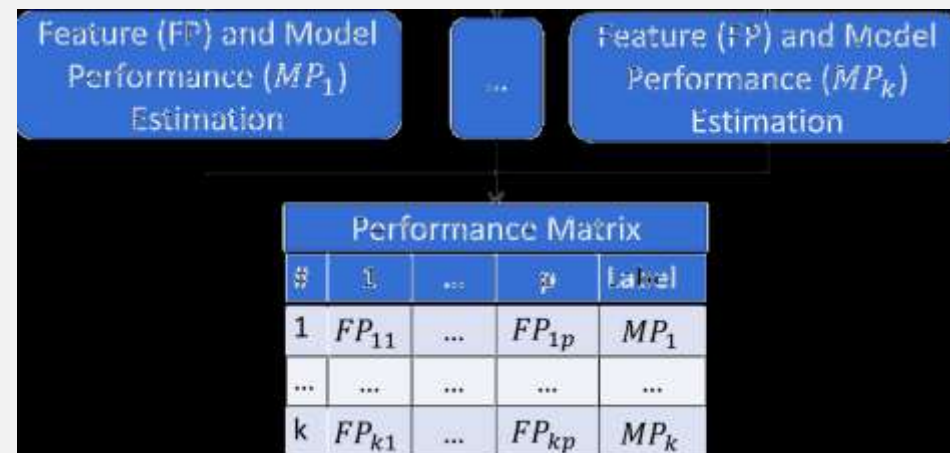 Feature (FP) and Model
Performance (MP₁)
Estimation
...
Feature (FP) and Model
Performance (MPₖ)
Estimation
Performance Matrix
# 1 ... p Label
1 FP₁₁ ... FP₁ₚ MP₁
... ... ... ... ...
k FPₖ₁ ... FPₖₚ MPₖ